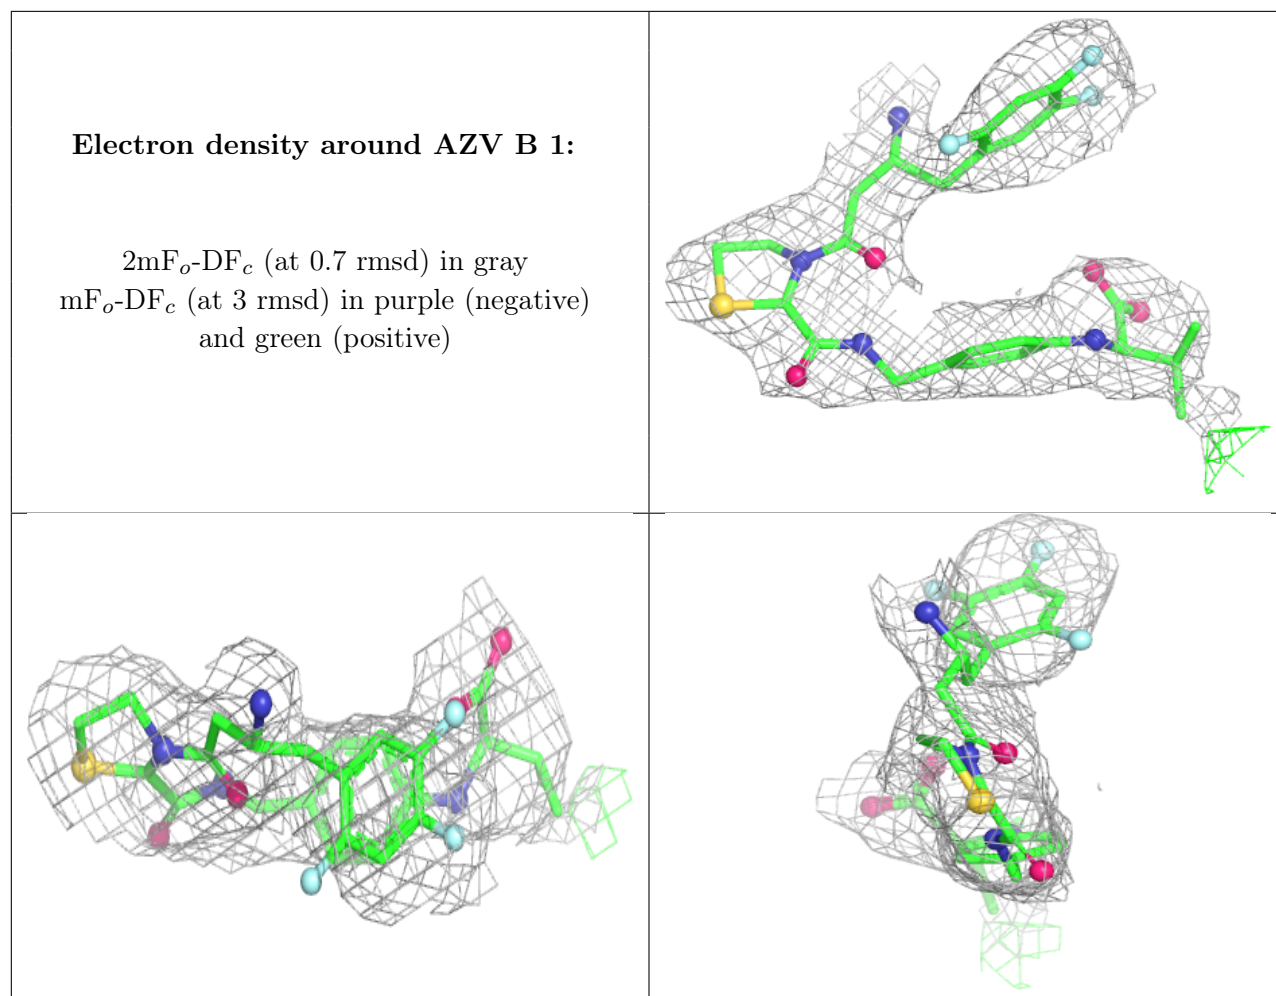 Electron density around AZV B 1:
2mFo-DFc (at 0.7 rmsd) in gray
mFo-DFc (at 3 rmsd) in purple (negative)
and green (positive)